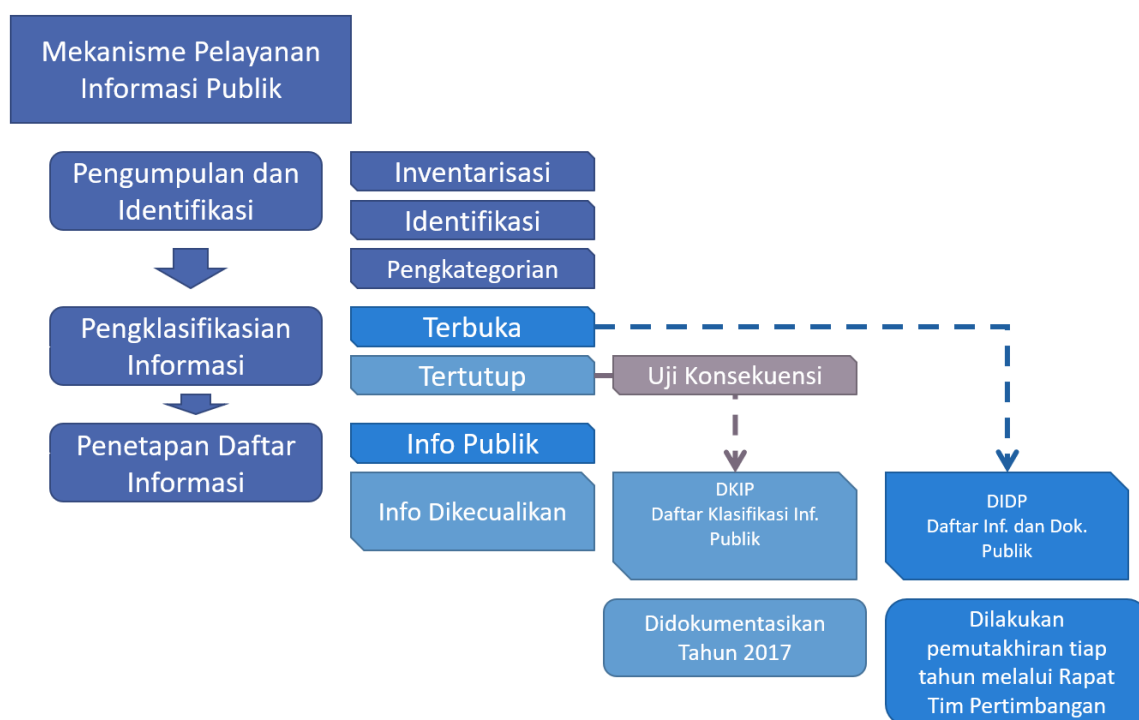 Mekanisme Pelayanan
Informasi Publik
Pengumpulan dan
Identifikasi
Inventarisasi
Identifikasi
Pengkategorian
Pengklasifikasian
Informasi
Terbuka
Tertutup
Uji Konsekuensi
Penetapan Daftar
Informasi
Info Publik
Info Dikecualikan
DKIP
Daftar Klasifikasi Inf.
Publik
DIDP
Daftar Inf. dan Dok.
Publik
Didokumentasikan
Tahun 2017
Dilakukan
pemutakhiran tiap
tahun melalui Rapat
Tim Pertimbangan